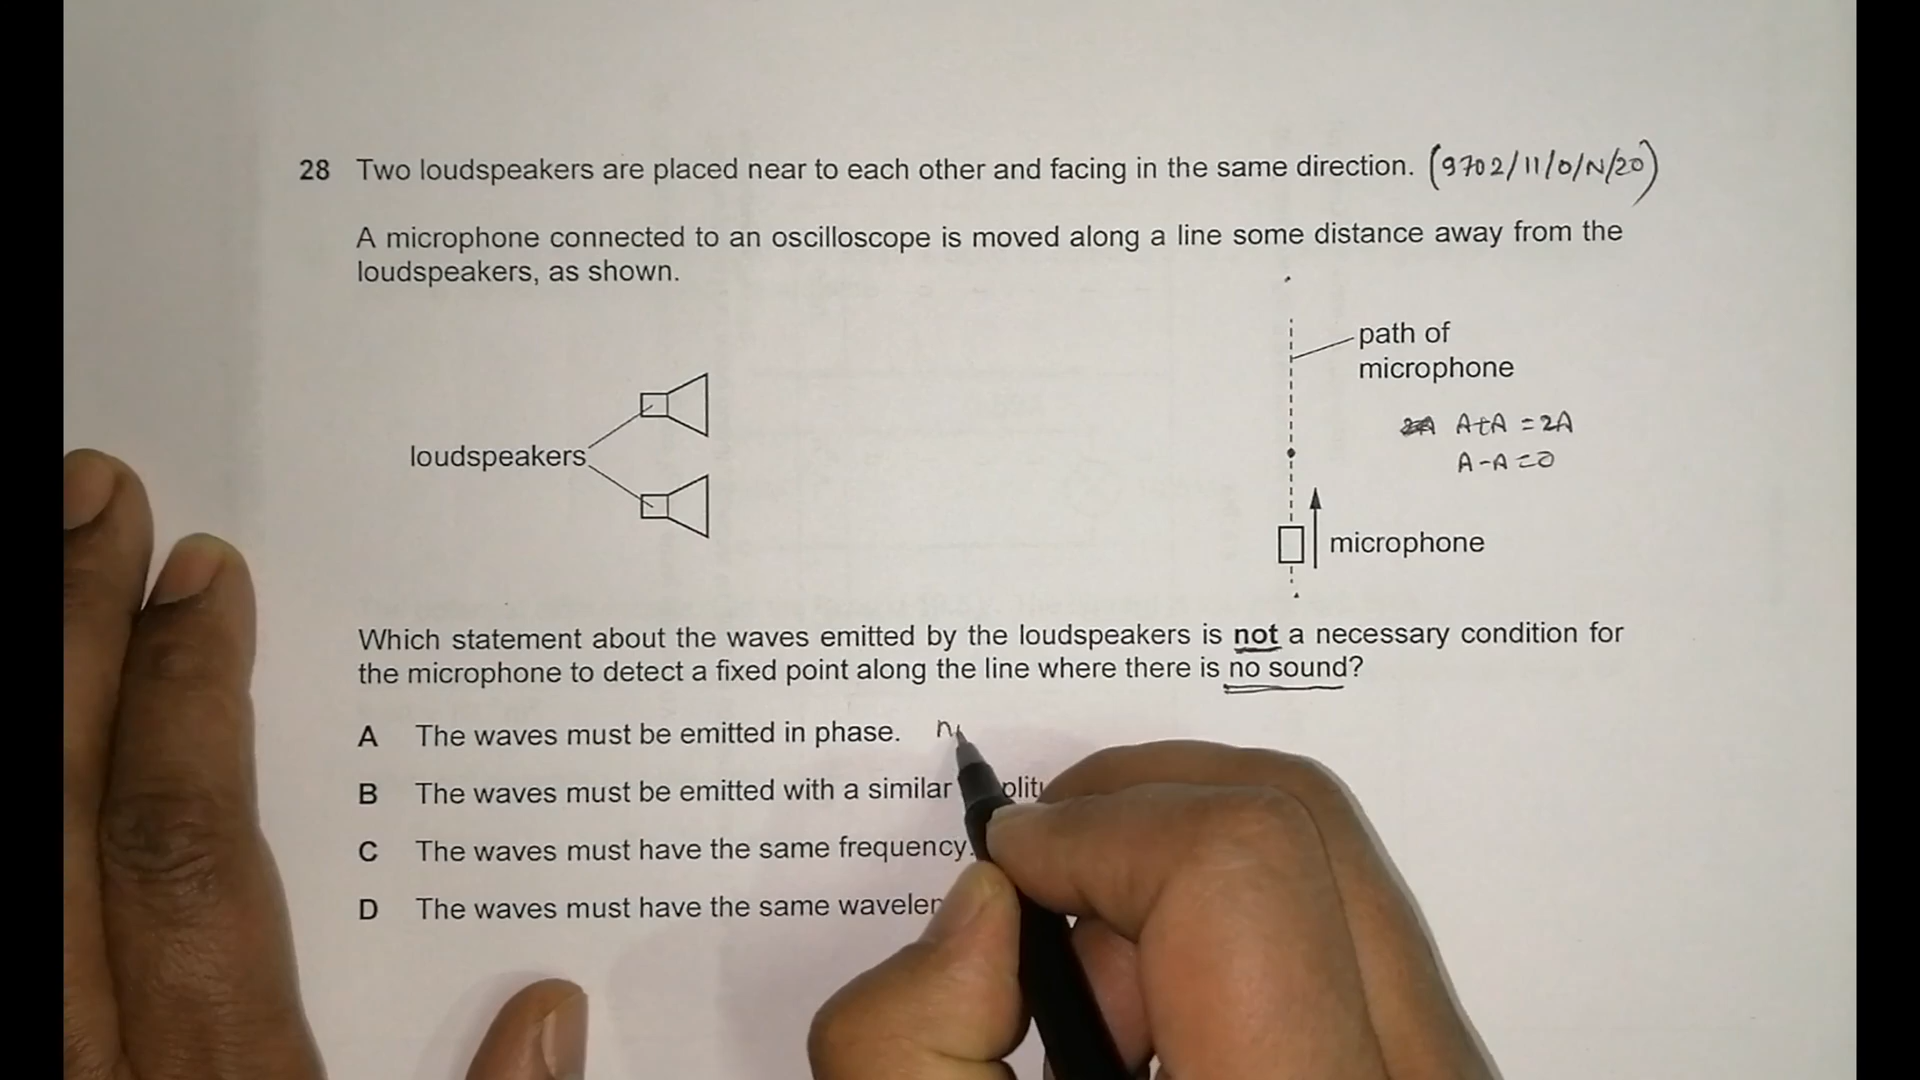 28 Two loudspeakers are placed near to each other and facing in the same direction. (9702/11/O/N/20)
A microphone connected to an oscilloscope is moved along a line some distance away from the
loudspeakers, as shown.
path of
microphone
A+A = 2A
A-A=0
loudspeakers
microphone
Which statement about the waves emitted by the loudspeakers is not a necessary condition for
the microphone to detect a fixed point along the line where there is no sound?
A The waves must be emitted in phase.
B The waves must be emitted with a similar
C The waves must have the same frequency.
D The waves must have the same